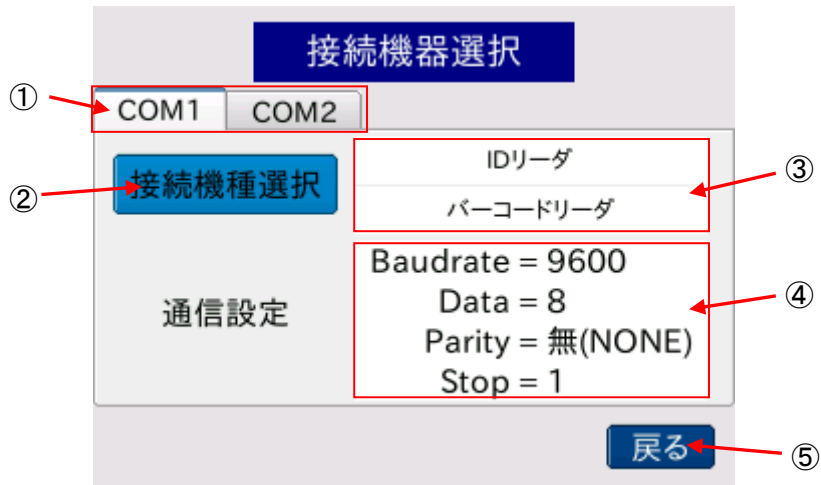 接続機器選択
①
COM1 COM2
②
接続機種選択
IDリーダ
バーコードリーダ
③
通信設定
Baudrate = 9600
Data = 8
Parity = 無(NONE)
Stop = 1
④
戻る
⑤